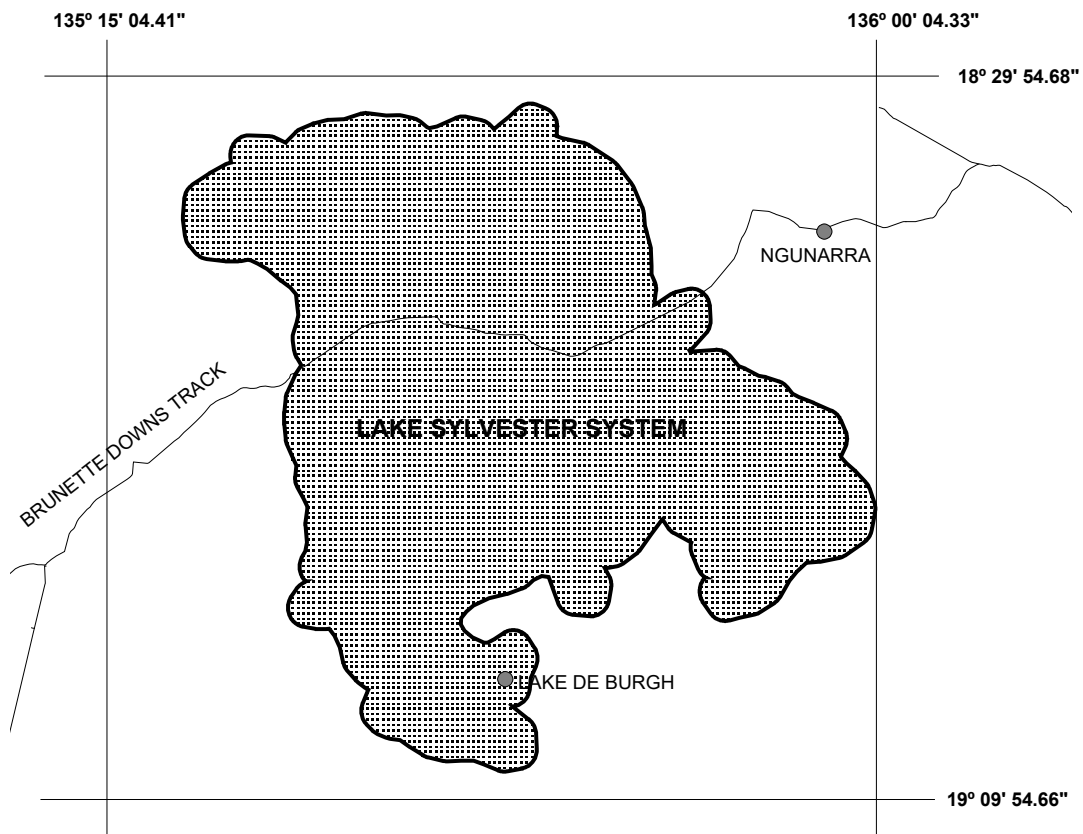 135º 15' 04.41"
136º 00' 04.33"
18º 29' 54.68"
NGUNARRA
BRUNETTE DOWNS TRACK
LAKE SYLVESTER SYSTEM
LAKE DE BURGH
19º 09' 54.66"